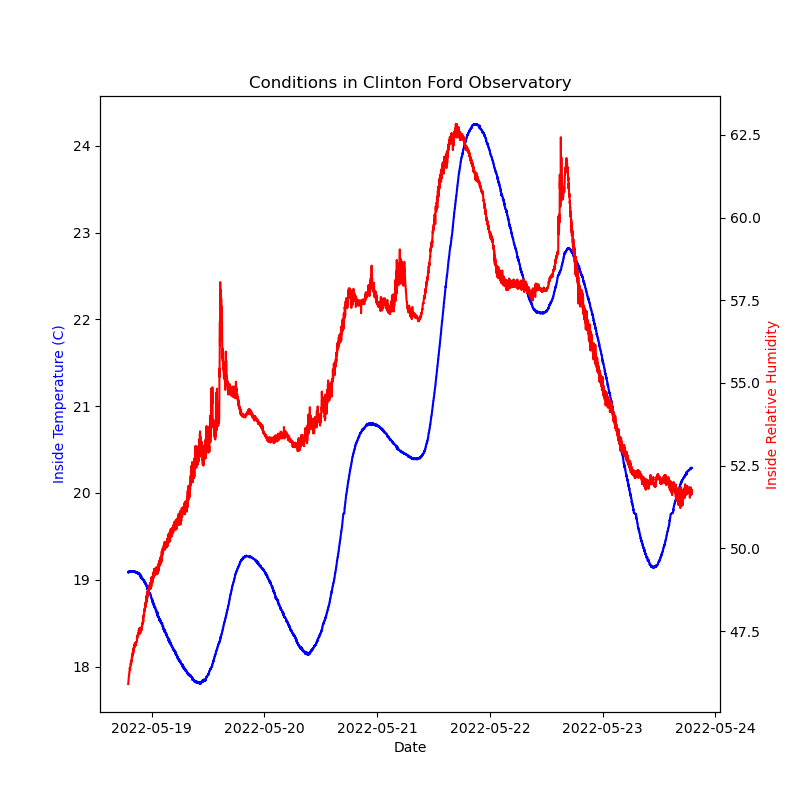 Conditions in Clinton Ford Observatory
Inside Temperature (C)
24
23
22
21
20
19
18
62.5
60.0
57.5
55.0
52.5
50.0
47.5
Inside Relative Humidity
2022-05-19 2022-05-20 2022-05-21 2022-05-22 2022-05-23 2022-05-24
Date